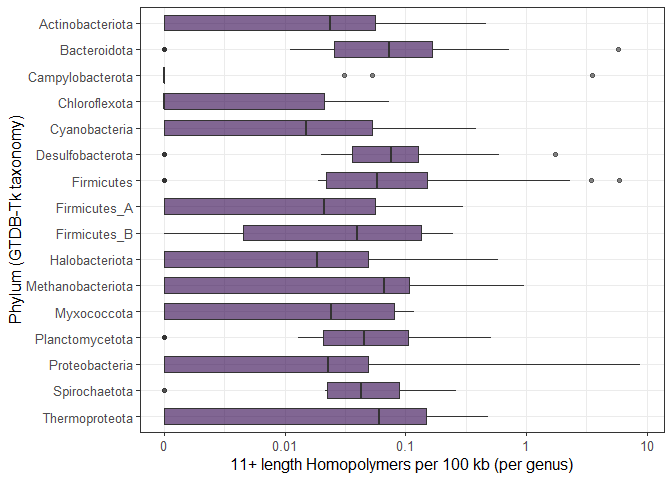 Phylum (GTDB-Tk taxonomy)
Actinobacteriota
Bacteroidota
Campylobacterota
Chloroflexota
Cyanobacteria
Desulfobacterota
Firmicutes
Firmicutes_A
Firmicutes_B
Halobacteriota
Methanobacteriota
Myxococcota
Planctomycetota
Proteobacteria
Spirochaetota
Thermoproteota
0 0.01 0.1 1 10
11+ length Homopolymers per 100 kb (per genus)